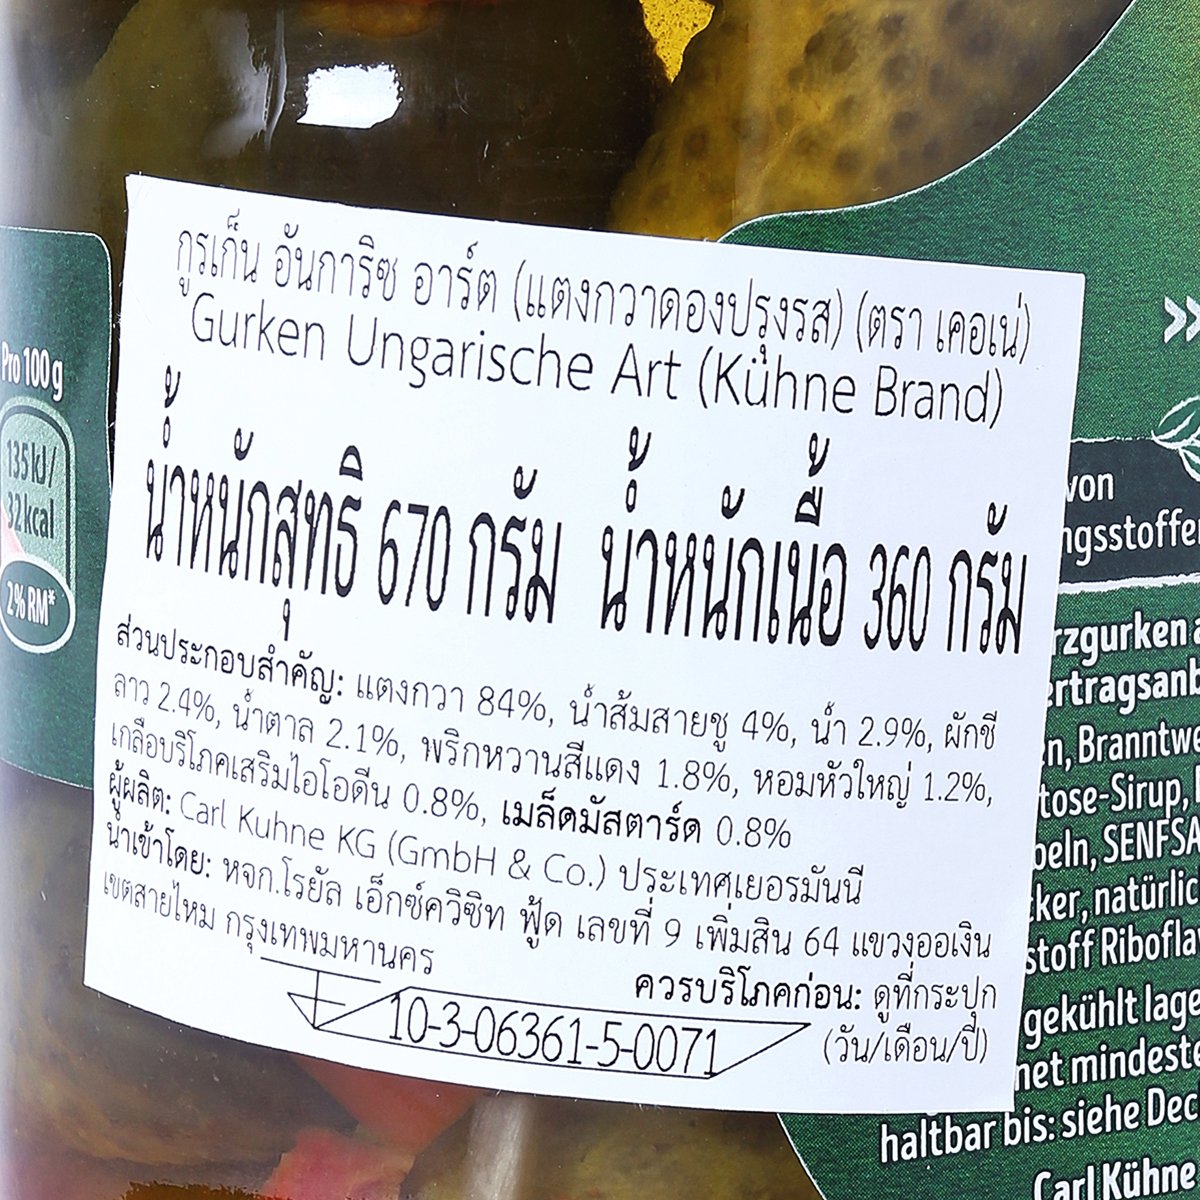 กูรเก็น อันการิช อาร์ต (แตงกวาดองปรุงรส) (ตรา เคอเน่)
Gurken Ungarische Art (Kühne Brand)
น้ำหนักสุทธิ 670 กรัม น้ำหนักเนื้อ 360 กรัม
ส่วนประกอบสำคัญ: แตงกวา 84%, น้ำส้มสายชู 4%, น้ำ 2.9%, ผักชี
ลาว 2.4%, น้ำตาล 2.1%, พริกหวานสีแดง 1.8%, หอมหัวใหญ่ 1.2%,
เกลือบริโภคเสริมไอโอดีน 0.8%, เมล็ดมัสตาร์ด 0.8%
ผู้ผลิต: Carl Kuhne KG (GmbH & Co.) ประเทศเยอรมันนี
นำเข้าโดย: หจก.โรยัล เอ็กซ์ควิซิท ฟู้ด เลขที่ 9 เพิ่มสิน 64 แขวงออเงิน
เขตสายไหม กรุงเทพมหานคร
ควรบริโภคก่อน: ดูที่กระปุก
(วัน/เดือน/ปี)
10-3-06361-5-0071
Pro 100 g
135 kJ/
32 kcal
2% RM*
von
ngsstoffe
rzgurken a
ertragsanb
n, Branntwe
tose-Sirup,
beln, SENFSA
ker, natürlic
stoff Riboflav
gekühlt lage
net mindeste
haltbar bis: siehe Dec
Carl Kühne